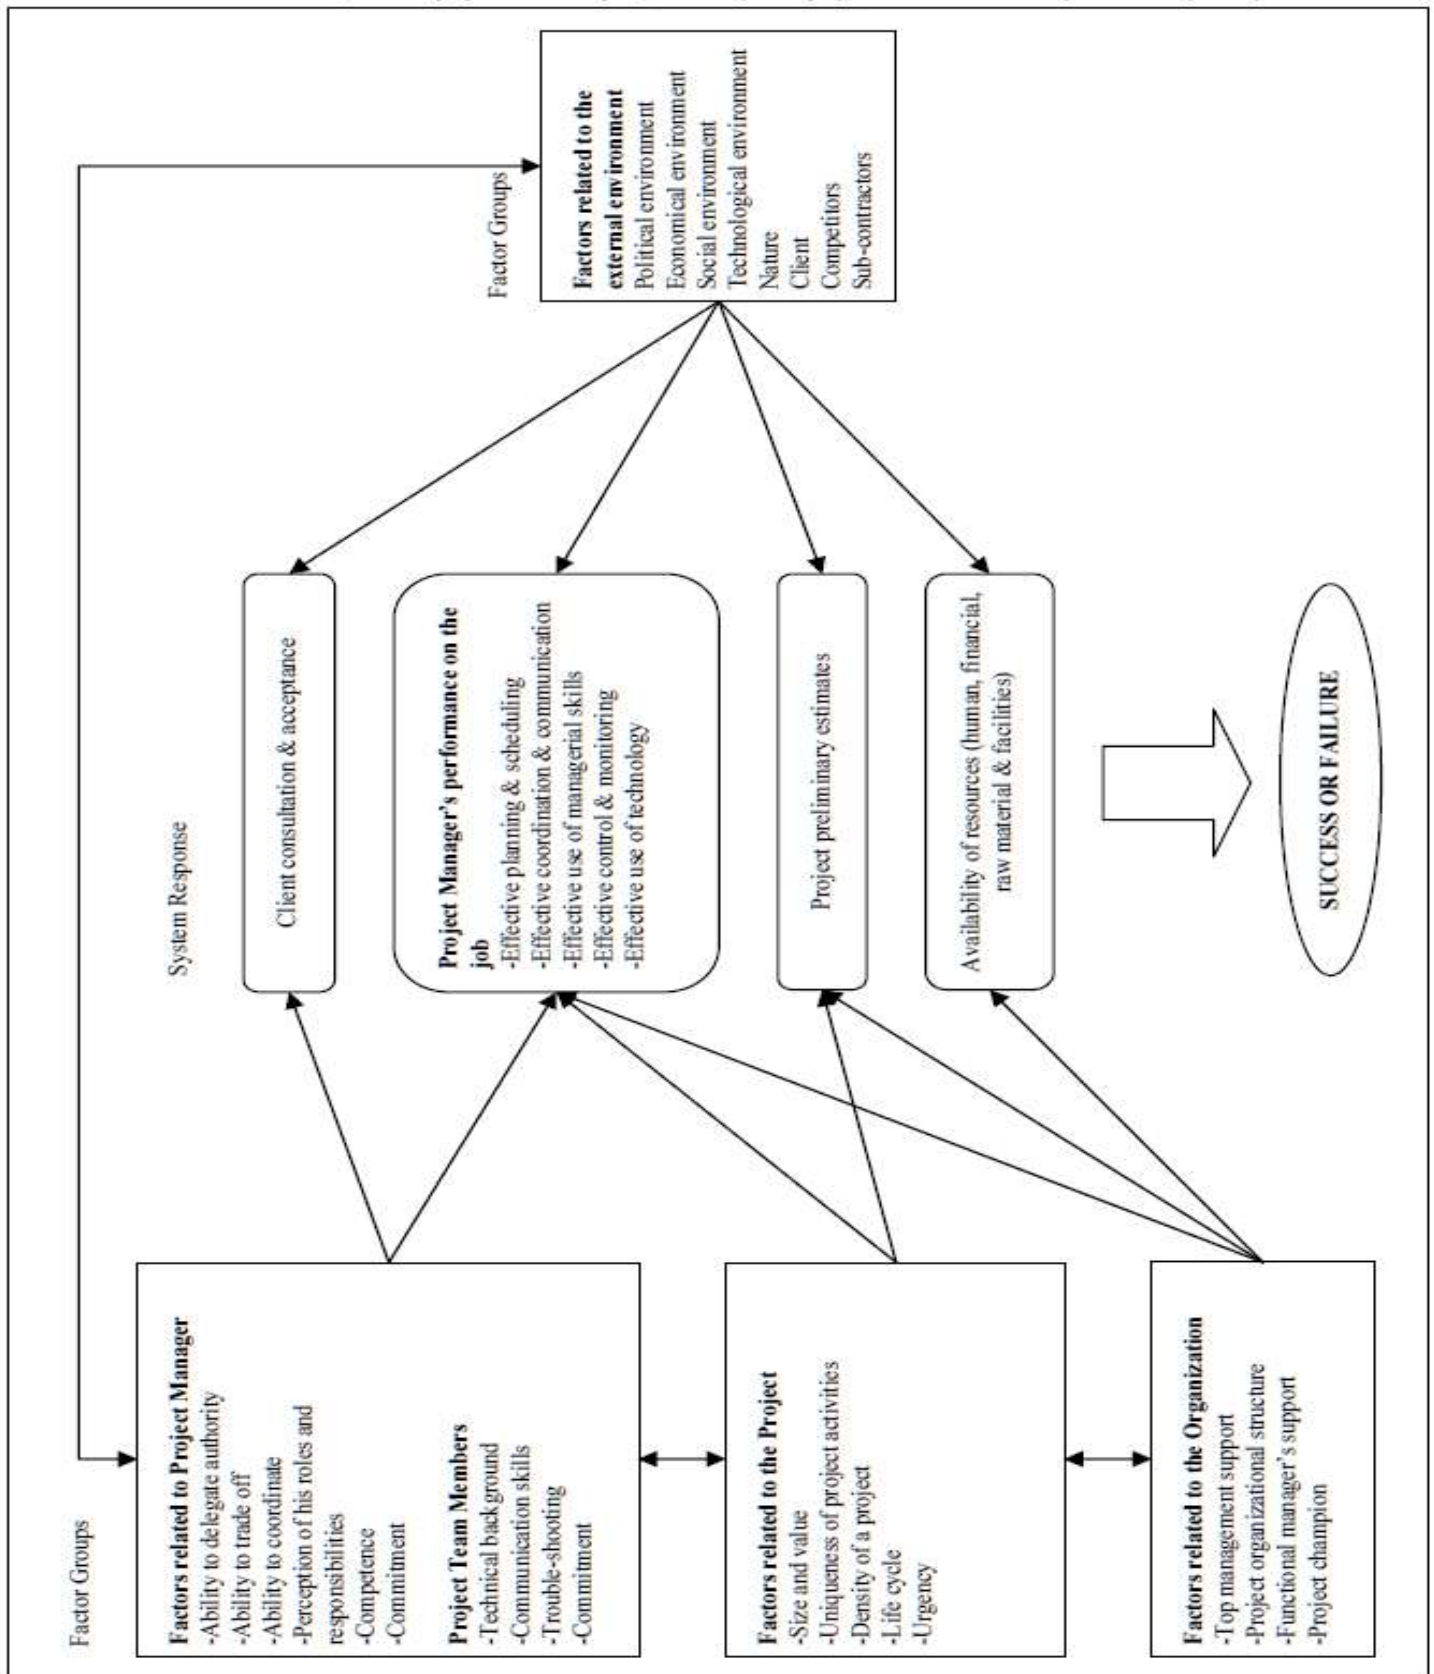 Factor Groups
Factors related to Project Manager
-Ability to delegate authority
-Ability to trade off
-Ability to coordinate
-Perception of his roles and
responsibilities
-Competence
-Commitment
Project Team Members
-Technical background
-Communication skills
-Trouble-shooting
-Commitment
Factors related to the Project
-Size and value
-Uniqueness of project activities
-Density of a project
-Life cycle
-Urgency
Factors related to the Organization
-Top management support
-Project organizational structure
-Functional manager's support
-Project champion
System Response
Client consultation & acceptance
Project Manager's performance on the
job
-Effective planning & scheduling
-Effective coordination & communication
-Effective use of managerial skills
-Effective control & monitoring
-Effective use of technology
Project preliminary estimates
Availability of resources (human, financial,
raw material & facilities)
SUCCESS OR FAILURE
Factor Groups
Factors related to the
external environment
Political environment
Economical environment
Social environment
Technological environment
Nature
Client
Competitors
Sub-contractors